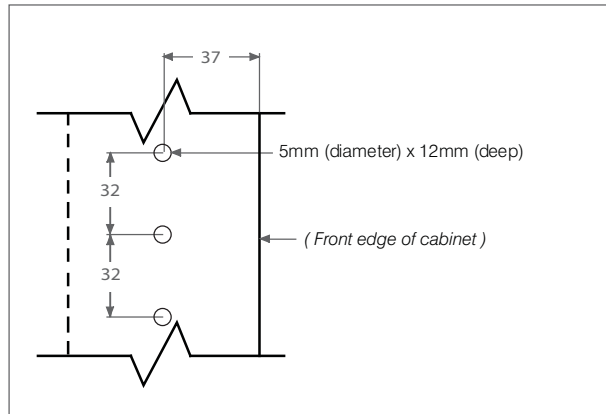 37
5mm (diameter) x 12mm (deep)
32
( Front edge of cabinet )
32